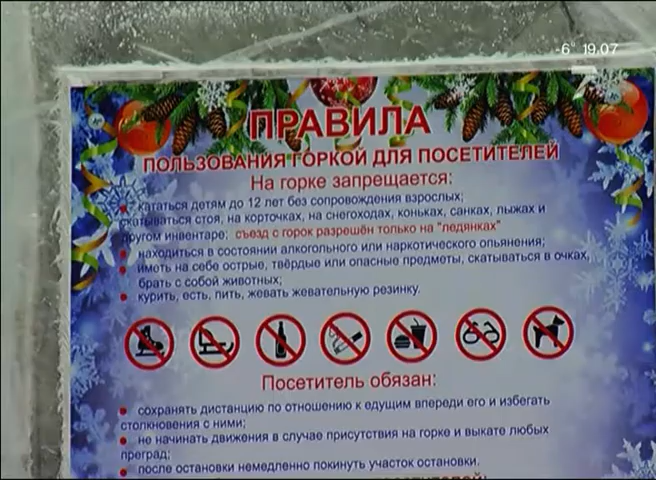 -6° 19.07
ПРАВИЛА
ПОЛЬЗОВАНИЯ ГОРКОЙ ДЛЯ ПОСЕТИТЕЛЕЙ
На горке запрещается:
кататься детям до 12 лет без сопровождения взрослых;
скатываться стоя, на корточках, на снегоходах, коньках, санках, лыжах и
другом инвентаре; съезд с горок разрешён только на "ледянках"
находиться в состоянии алкогольного или наркотического опьянения;
иметь на себе острые, твёрдые или опасные предметы, скатываться в очках,
брать с собой животных;
курить, есть, пить, жевать жевательную резинку.
Посетитель обязан:
сохранять дистанцию по отношению к едущим впереди его и избегать
столкновения с ними;
не начинать движения в случае присутствия на горке и выкате любых
преград;
после остановки немедленно покинуть участок остановки.